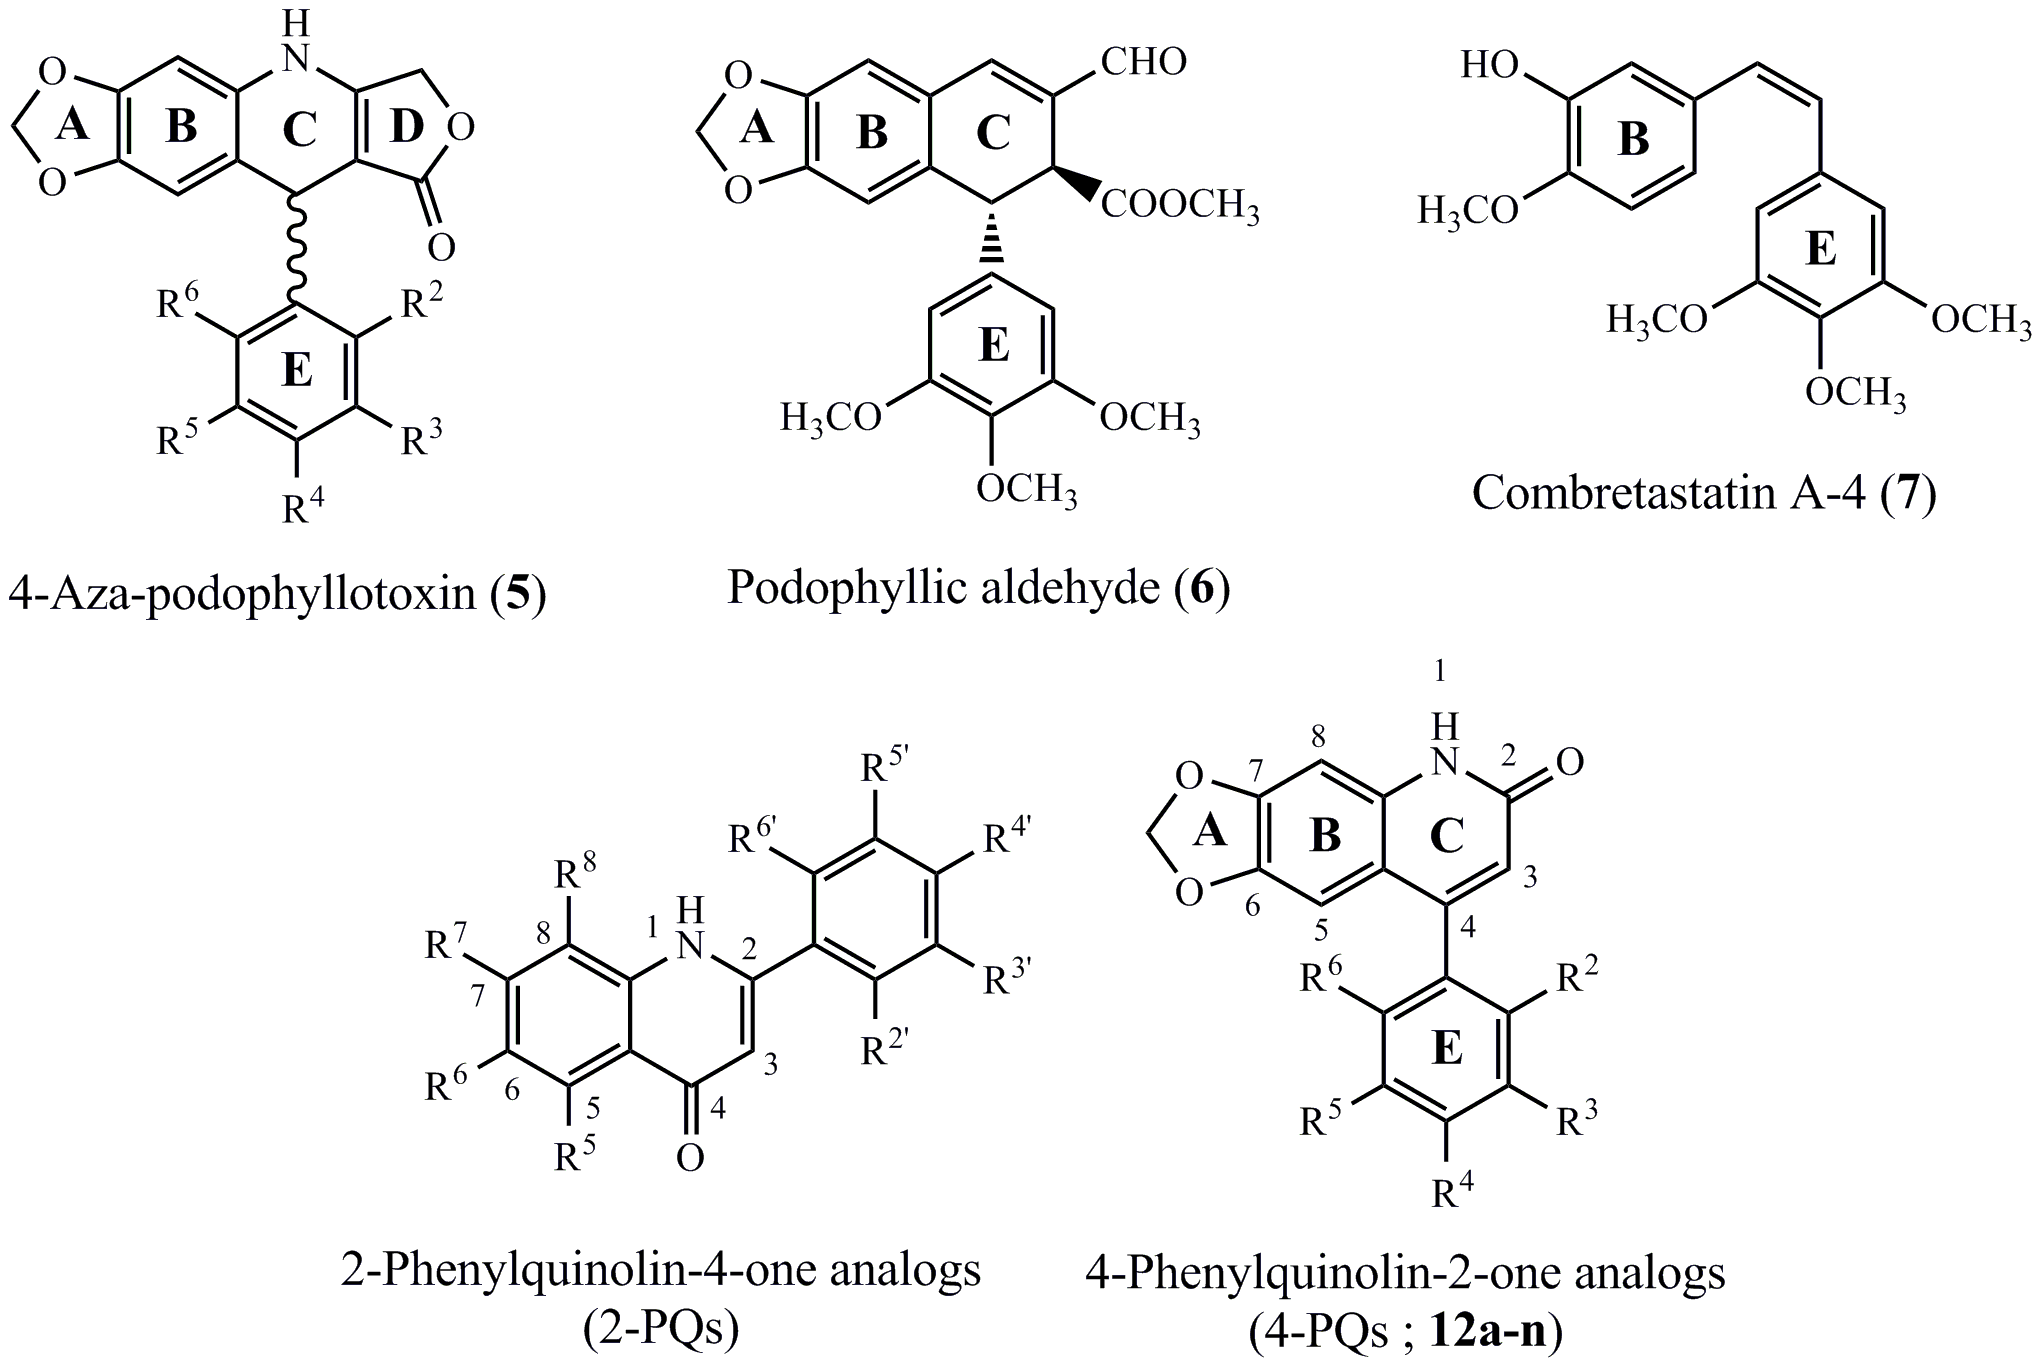 H
N
O
O
A
B
C
D
O
O
R6
R2
E
R5
R3
R4
4-Aza-podophyllotoxin (5)
CHO
O
O
A
B
C
COOCH3
E
H3CO
OCH3
OCH3
Podophyllic aldehyde (6)
HO
B
H3CO
E
H3CO
OCH3
OCH3
Combretastatin A-4 (7)
R5'
R6'
R4'
R8
H
N
1
2
R7
8
7
R3'
R2'
R6
6
5
3
4
R5
O
2-Phenylquinolin-4-one analogs
(2-PQs)
1
H
N
2
O
8
7
O
O
A
B
C
6
5
3
4
R6
R2
E
R5
R3
R4
4-Phenylquinolin-2-one analogs
(4-PQs ; 12a-n)